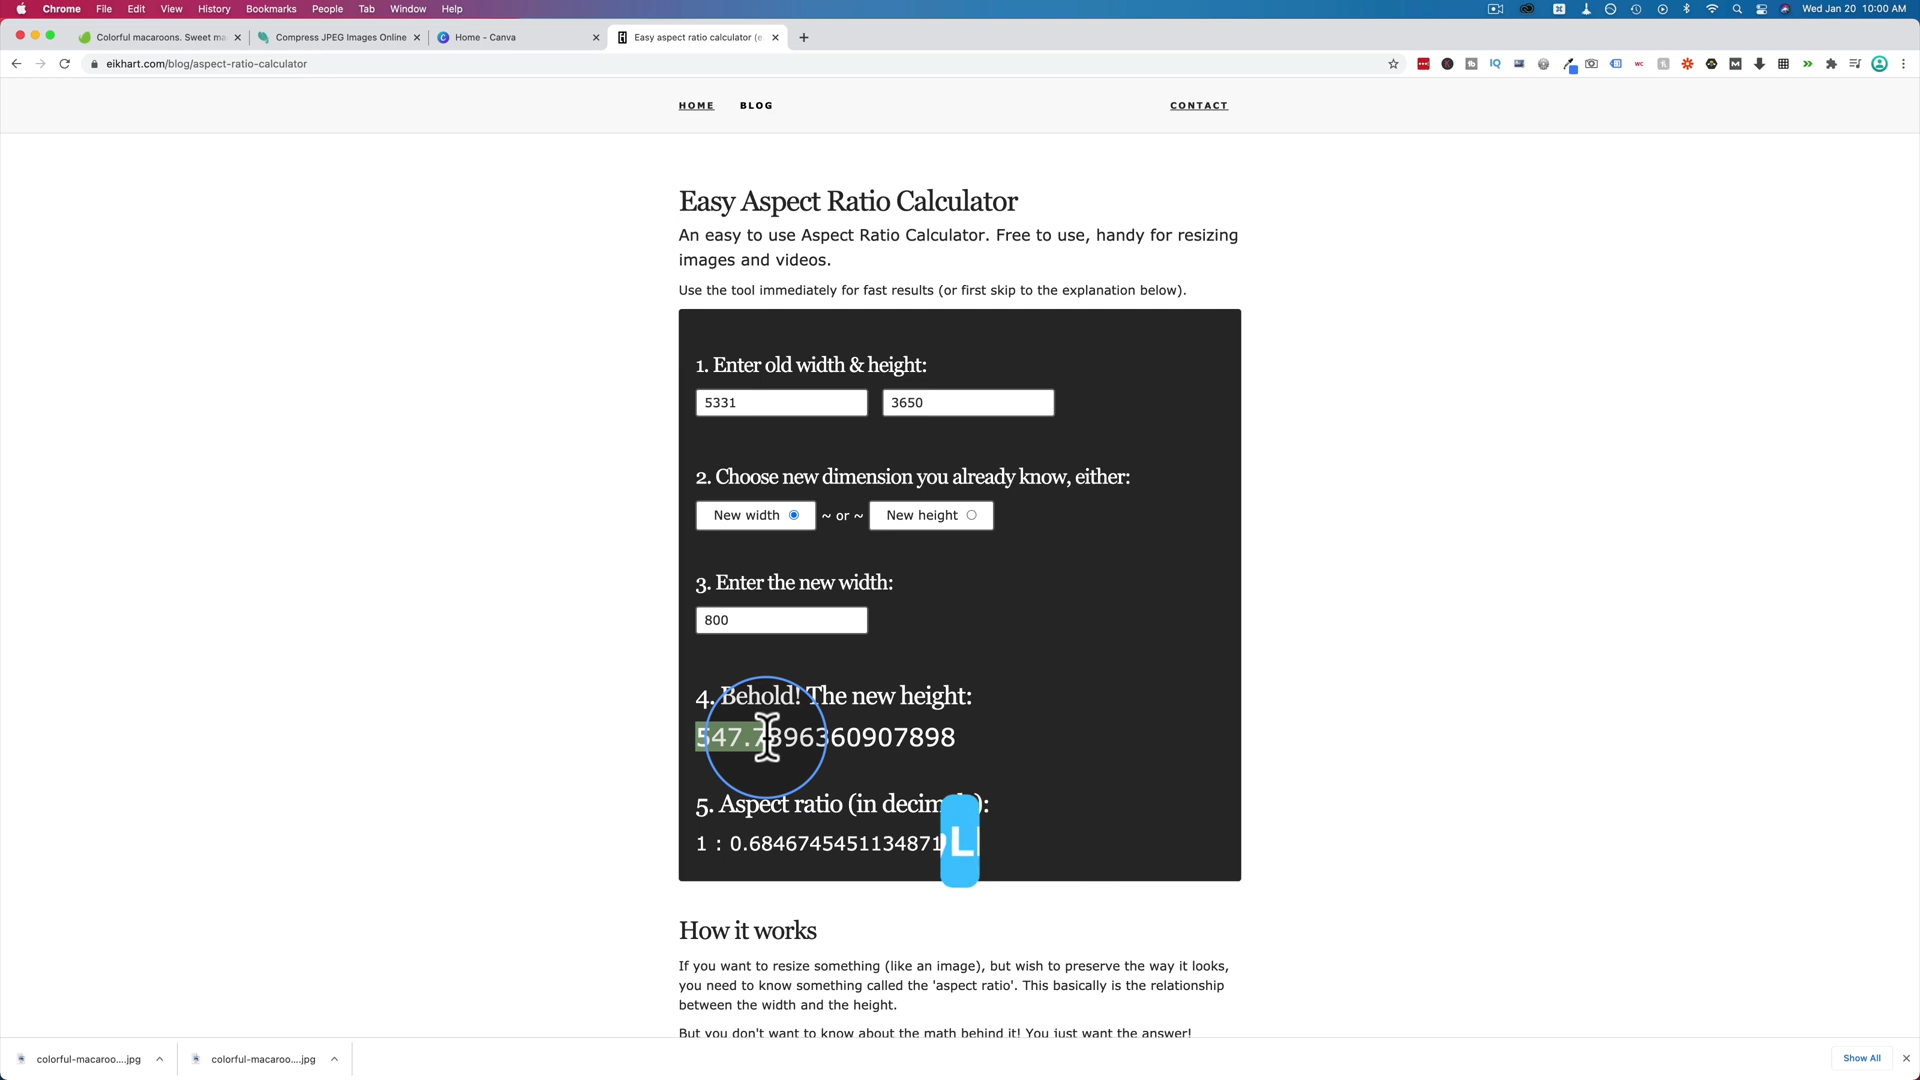 Chrome File Edit View History Bookmarks People Tab Window Help
Wed Jan 20 10:00 AM
Colorful macaroons. Sweet ma
Compress JPEG Images Online
Home - Canva
Easy aspect ratio calculator (e
eikhart.com/blog/aspect-ratio-calculator
HOME BLOG CONTACT
Easy Aspect Ratio Calculator
An easy to use Aspect Ratio Calculator. Free to use, handy for resizing
images and videos.
Use the tool immediately for fast results (or first skip to the explanation below).
1. Enter old width & height:
5331 3650
2. Choose new dimension you already know, either:
New width ~ or ~ New height
3. Enter the new width:
800
4. Behold! The new height:
547.7396360907898
5. Aspect ratio (in decimals):
1 : 0.684674545113487
L
How it works
If you want to resize something (like an image), but wish to preserve the way it looks,
you need to know something called the 'aspect ratio'. This basically is the relationship
between the width and the height.
But you don't want to know about the math behind it! You just want the answer!
colorful-macaroo....jpg
colorful-macaroo....jpg
Show All